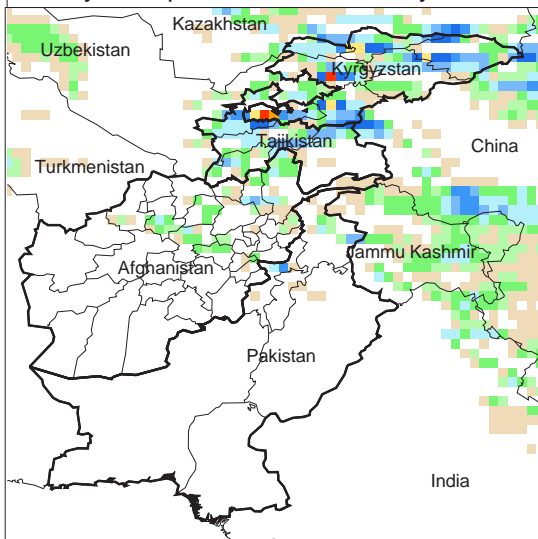 Kazakhstan
Uzbekistan
Kyrgyzstan
Tajikistan
China
Turkmenistan
Jammu Kashmir
Afghanistan
Pakistan
India